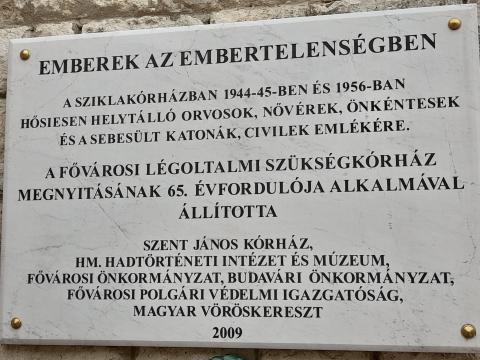 EMBEREK AZ EMBERTELENSÉGBEN
A SZIKLAKÓRHÁZBAN 1944-45-BEN ÉS 1956-BAN
HŐSIESEN HELYTÁLLÓ ORVOSOK, NŐVÉREK, ÖNKÉNTESEK
ÉS A SEBESÜLT KATONÁK, CIVILEK EMLÉKÉRE.
A FŐVÁROSI LÉGOLTALMI SZÜKSÉGKÓRHÁZ
MEGNYITÁSÁNAK 65. ÉVFORDULÓJA ALKALMÁVAL
ÁLLÍTOTTA
SZENT JÁNOS KÓRHÁZ,
HM. HADTÖRTÉNETI INTÉZET ÉS MÚZEUM,
FŐVÁROSI ÖNKORMÁNYZAT, BUDAVÁRI ÖNKORMÁNYZAT,
FŐVÁROSI POLGÁRI VÉDELMI IGAZGATÓSÁG,
MAGYAR VÖRÖSKERESZT
2009